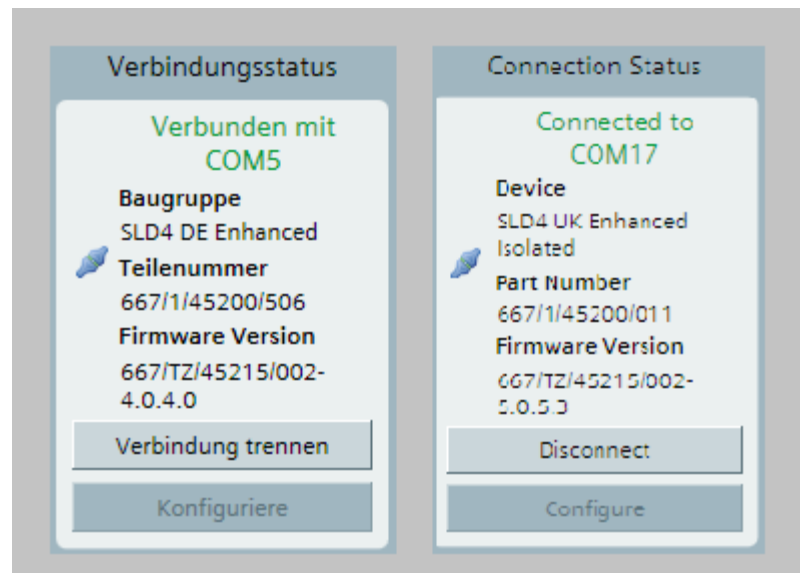 Verbindungsstatus
Verbunden mit
COM5
Baugruppe
SLD4 DE Enhanced
Teilenummer
667/1/45200/506
Firmware Version
667/TZ/45215/002-
4.0.4.0
Verbindung trennen
Konfiguriere
Connection Status
Connected to
COM17
Device
SLD4 UK Enhanced
Isolated
Part Number
667/1/45200/011
Firmware Version
667/TZ/45215/002-
Disconnect
Configure